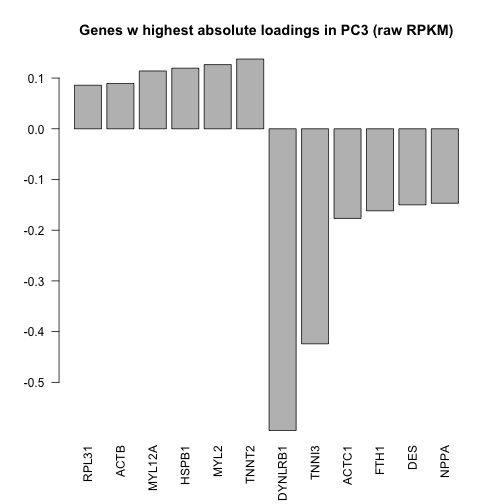 Genes w highest absolute loadings in PC3 (raw RPKM)
0.1
0.0
-0.1
-0.2
-0.3
-0.4
-0.5
RPL31
ACTB
MYL12A
HSPB1
MYL2
TNNT2
DYNLRB1
TNNI3
ACTC1
FTH1
DES
NPPA